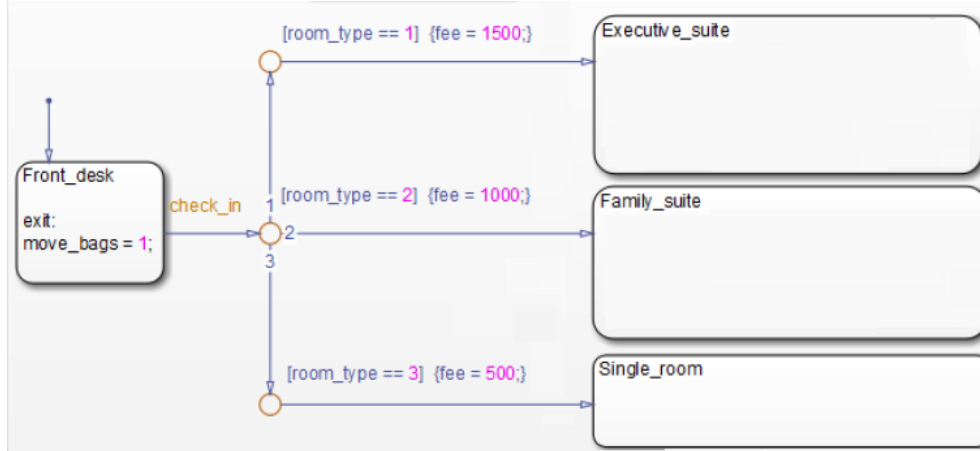 [room_type == 1] {fee = 1500;}
Executive_suite
Front_desk
exit:
move_bags = 1;
check_in
1
[room_type == 2] {fee = 1000;}
Family_suite
2
3
[room_type == 3] {fee = 500;}
Single_room